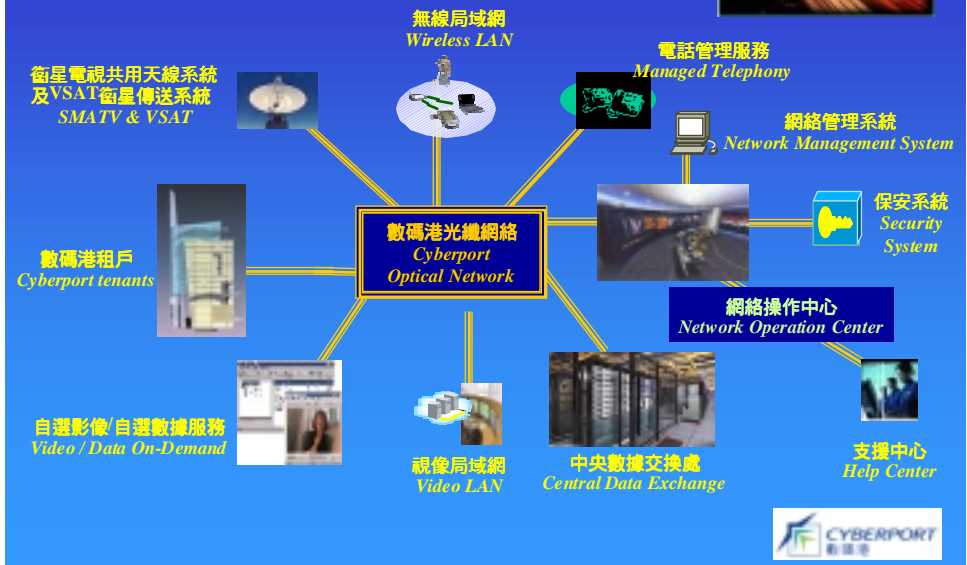 無線局域網
Wireless LAN
電話管理服務
Managed Telephony
衞星電視共用天線系統
及VSAT衞星傳送系統
SMATV & VSAT
網絡管理系統
Network Management System
保安系統
Security
System
數碼港光纖網絡
Cyberport
Optical Network
數碼港租戶
Cyberport tenants
網絡操作中心
Network Operation Center
自選影像/自選數據服務
Video / Data On-Demand
視像局域網
Video LAN
中央數據交換處
Central Data Exchange
支援中心
Help Center
CYBERPORT
數碼港